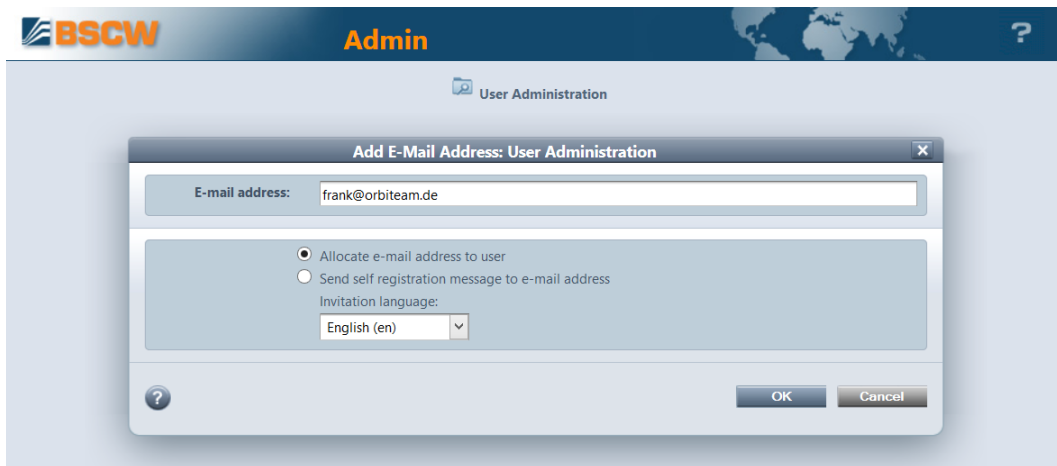 BSCW
Admin
?
User Administration
Add E-Mail Address: User Administration
X
E-mail address:
frank@orbiteam.de
Allocate e-mail address to user
Send self registration message to e-mail address
Invitation language:
English (en)
?
OK
Cancel